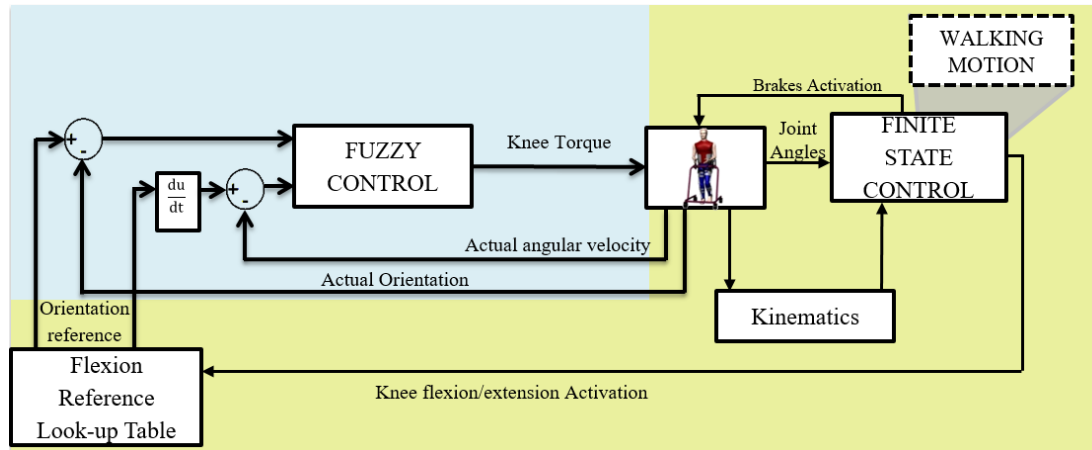 WALKING
MOTION
Brakes Activation
+
-
FUZZY
CONTROL
Knee Torque
Joint
Angles
FINITE
STATE
CONTROL
du
dt
+
-
Actual angular velocity
Actual Orientation
Orientation
reference
Kinematics
Flexion
Reference
Look-up Table
Knee flexion/extension Activation